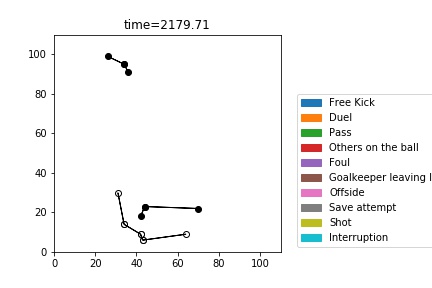 time=2179.71
100
80
60
40
20
0
0 20 40 60 80 100
Free Kick
Duel
Pass
Others on the ball
Foul
Goalkeeper leaving l
Offside
Save attempt
Shot
Interruption